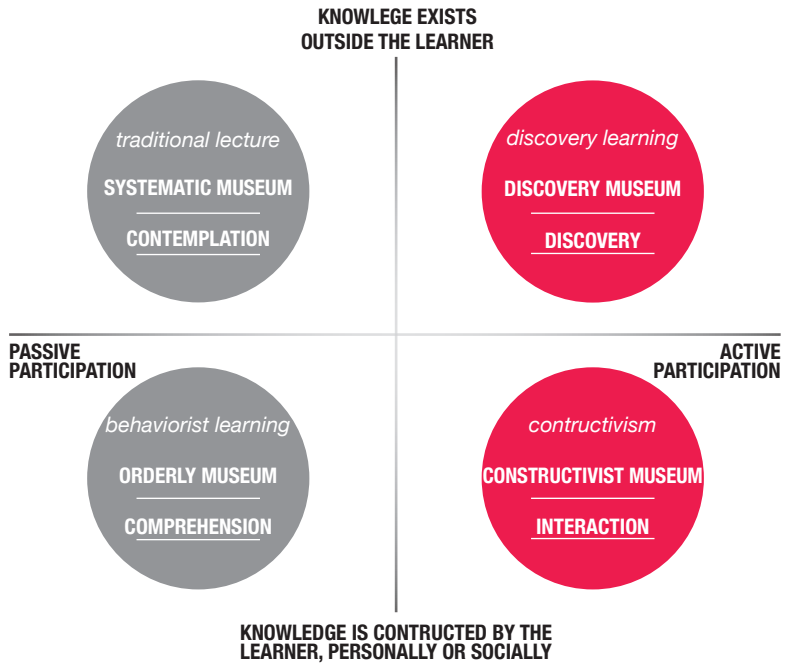 KNOWLEGE EXISTS
OUTSIDE THE LEARNER
traditional lecture
SYSTEMATIC MUSEUM
CONTEMPLATION
discovery learning
DISCOVERY MUSEUM
DISCOVERY
PASSIVE
PARTICIPATION
ACTIVE
PARTICIPATION
behaviorist learning
ORDERLY MUSEUM
COMPREHENSION
contructivism
CONSTRUCTIVIST MUSEUM
INTERACTION
KNOWLEDGE IS CONTRUCTED BY THE
LEARNER, PERSONALLY OR SOCIALLY